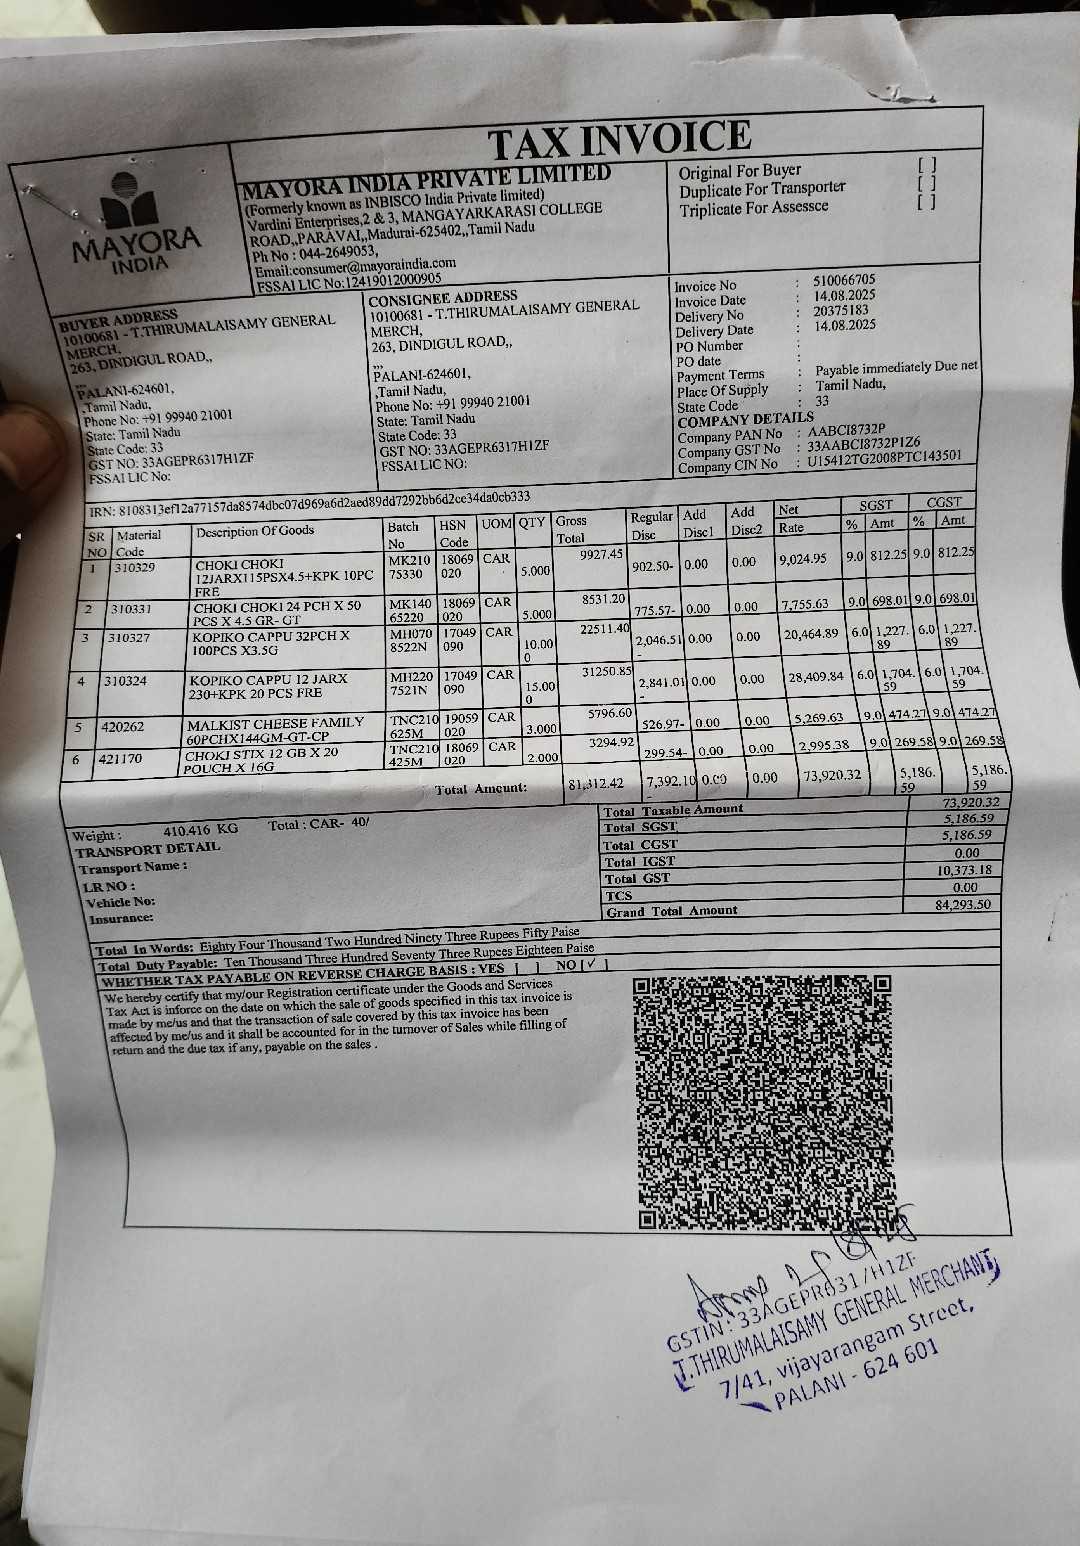 TAX INVOICE
MAYORA
INDIA
MAYORA INDIA PRIVATE LIMITED
(Formerly known as INBISCO India Private limited)
Vardini Enterprises,2 & 3, MANGAYARKARASI COLLEGE
ROAD,,PARAVAI,,Madurai-625402,,Tamil Nadu
Ph No : 044-2649053,
Email:consumer@mayoraindia.com
FSSAI LIC No:12419012000905
Original For Buyer [ ]
Duplicate For Transporter [ ]
Triplicate For Assessce [ ]
BUYER ADDRESS
10100681 - T.THIRUMALAISAMY GENERAL
MERCH,
263, DINDIGUL ROAD,,
,,,
PALANI-624601,
,Tamil Nadu,
Phone No: +91 99940 21001
State: Tamil Nadu
State Code: 33
GST NO: 33AGEPR6317H1ZF
FSSAI LIC No:
CONSIGNEE ADDRESS
10100681 - T.THIRUMALAISAMY GENERAL
MERCH,
263, DINDIGUL ROAD,,
,,,
PALANI-624601,
,Tamil Nadu,
Phone No: +91 99940 21001
State: Tamil Nadu
State Code: 33
GST NO: 33AGEPR6317H1ZF
FSSAI LIC NO:
Invoice No : 510066705
Invoice Date : 14.08.2025
Delivery No : 20375183
Delivery Date : 14.08.2025
PO Number :
PO date :
Payment Terms : Payable immediately Due net
Place Of Supply : Tamil Nadu,
State Code : 33
COMPANY DETAILS
Company PAN No : AABCI8732P
Company GST No : 33AABCI8732P1Z6
Company CIN No : U15412TG2008PTC143501
IRN: 8108313ef12a77157da8574dbc07d969a6d2aed89dd7292bb6d2ce34da0cb333
SR Material Description Of Goods Batch HSN UOM QTY Gross Regular Add Add Net SGST CGST
NO Code No Code Total Disc Disc1 Disc2 Rate % Amt % Amt
1 310329 CHOKI CHOKI MK210 18069 CAR 5.000 9927.45 902.50- 0.00 0.00 9,024.95 9.0 812.25 9.0 812.25
12JARX115PSX4.5+KPK 10PC 75330 020
FRE
2 310331 CHOKI CHOKI 24 PCH X 50 MK140 18069 CAR 5.000 8531.20 775.57- 0.00 0.00 7,755.63 9.0 698.01 9.0 698.01
PCS X 4.5 GR- GT 65220 020
3 310327 KOPIKO CAPPU 32PCH X MH070 17049 CAR 10.00 22511.40 2,046.51 0.00 0.00 20,464.89 6.0 1,227. 6.0 1,227.
100PCS X3.5G 8522N 090 0 - 89 89
4 310324 KOPIKO CAPPU 12 JARX MH220 17049 CAR 15.00 31250.85 2,841.01 0.00 0.00 28,409.84 6.0 1,704. 6.0 1,704.
230+KPK 20 PCS FRE 7521N 090 0 - 59 59
5 420262 MALKIST CHEESE FAMILY TNC210 19059 CAR 3.000 5796.60 526.97- 0.00 0.00 5,269.63 9.0 474.27 9.0 474.27
60PCHX144GM-GT-CP 625M 020
6 421170 CHOKI STIX 12 GB X 20 TNC210 18069 CAR 2.000 3294.92 299.54- 0.00 0.00 2,995.38 9.0 269.58 9.0 269.58
POUCH X 16G 425M 020
Total Amount: 81,312.42 7,392.10 0.00 0.00 73,920.32 5,186. 5,186.
- 59 59
Weight : 410.416 KG Total : CAR- 40/
TRANSPORT DETAIL
Transport Name :
LR NO :
Vehicle No:
Insurance:
Total Taxable Amount 73,920.32
Total SGST 5,186.59
Total CGST 5,186.59
Total IGST 0.00
Total GST 10,373.18
TCS 0.00
Grand Total Amount 84,293.50
Total In Words: Eighty Four Thousand Two Hundred Ninety Three Rupees Fifty Paise
Total Duty Payable: Ten Thousand Three Hundred Seventy Three Rupees Eighteen Paise
WHETHER TAX PAYABLE ON REVERSE CHARGE BASIS : YES [ ] NO [✓]
We hereby certify that my/our Registration certificate under the Goods and Services
Tax Act is inforce on the date on which the sale of goods specified in this tax invoice is
made by me/us and that the transaction of sale covered by this tax invoice has been
affected by me/us and it shall be accounted for in the turnover of Sales while filling of
return and the due tax if any, payable on the sales .
GSTIN: 33AGEPR6317H1ZF
T.THIRUMALAISAMY GENERAL MERCHANT
7/41, vijayarangam Street,
PALANI - 624 601